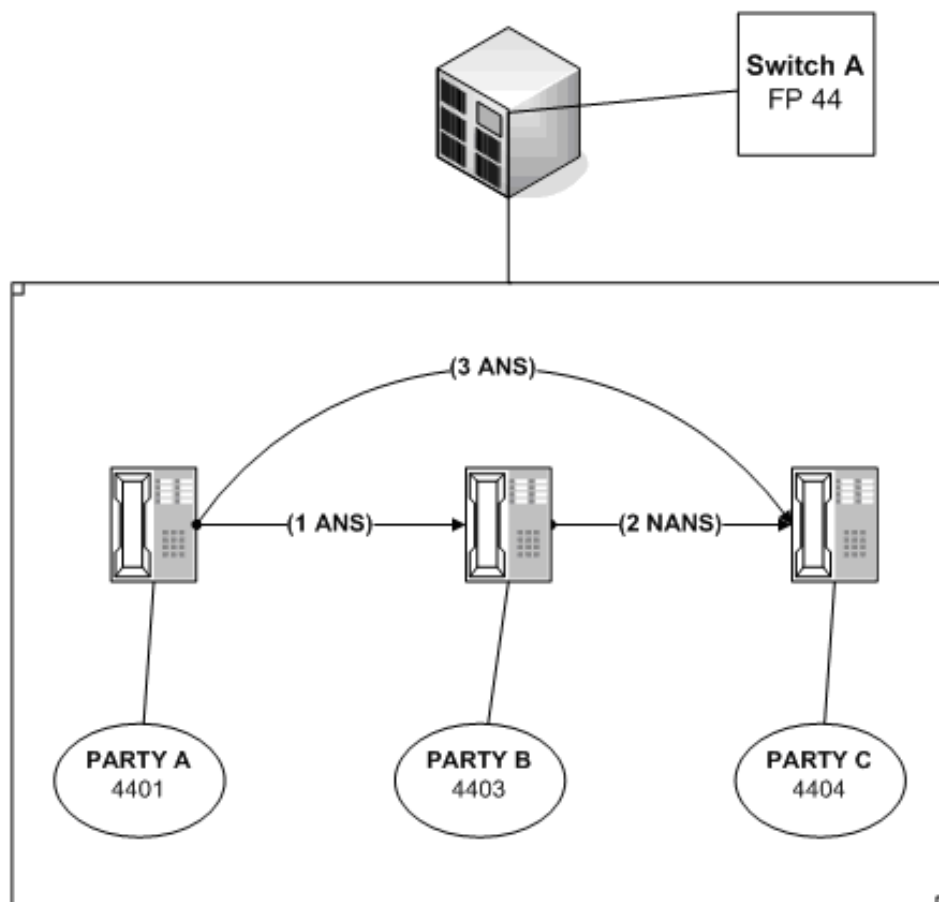 Switch A
FP 44
(3 ANS)
(1 ANS)
(2 NANS)
PARTY A
4401
PARTY B
4403
PARTY C
4404